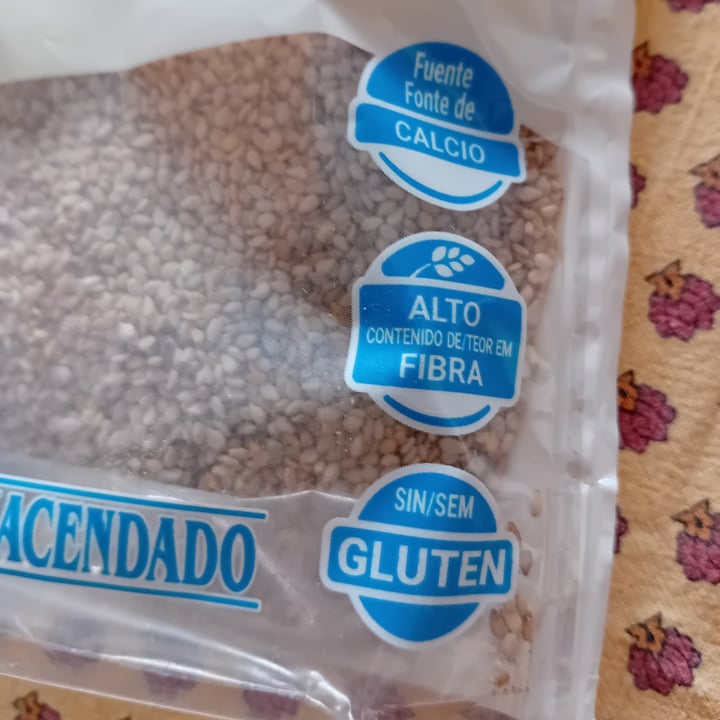 Fuente
Fonte de
CALCIO
ALTO
CONTENIDO DE/TEOR EM
FIBRA
SIN/SEM
GLUTEN
ACENDADO